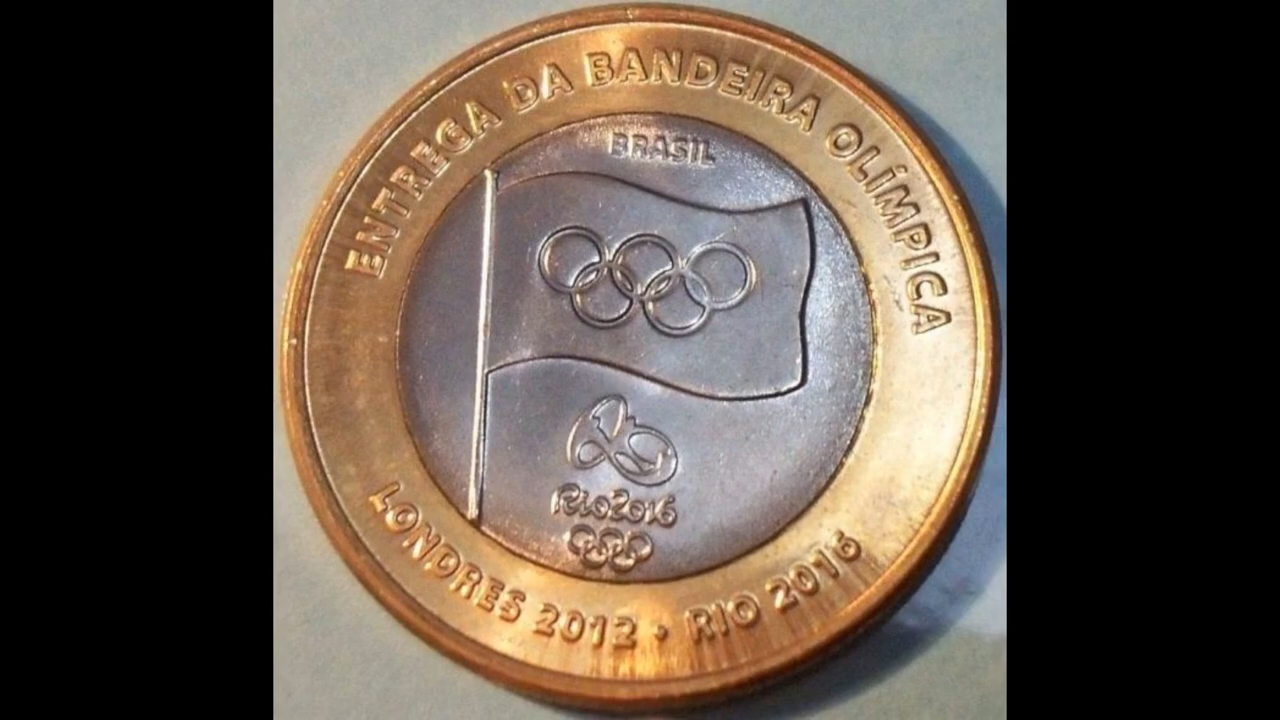 ENTREGA DA BANDEIRA OLÍMPICA
BRASIL
Rio2016
LONDRES 2012 • RIO 2016